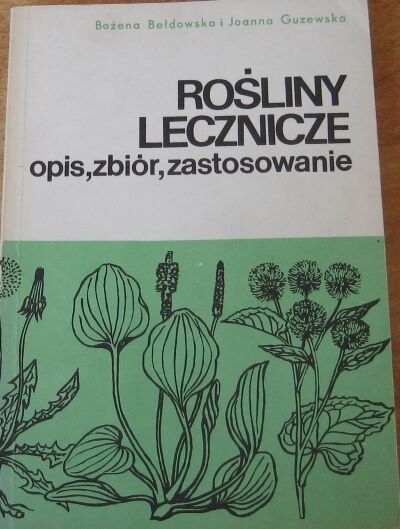 Bożena Bełdowska i Joanna Guzewska
ROŚLINY
LECZNICZE
opis,zbiór,zastosowanie